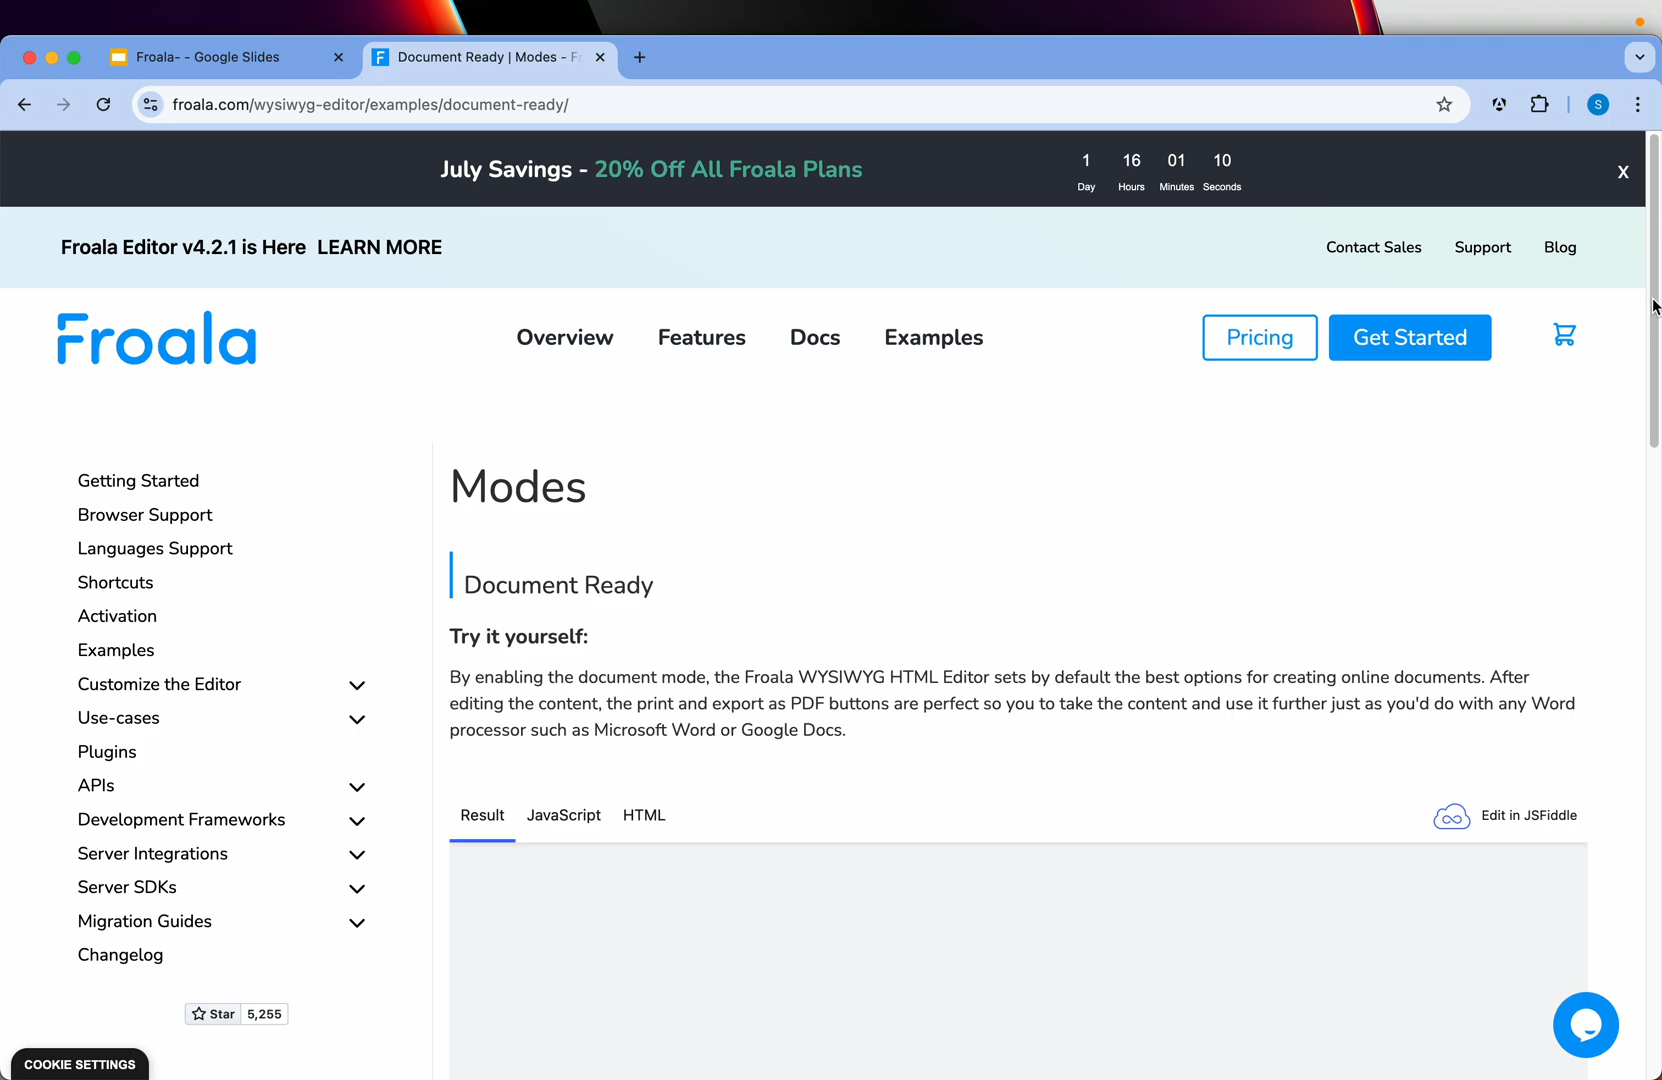 Froala- - Google Slides
Document Ready | Modes - F
froala.com/wysiwyg-editor/examples/document-ready/
S
July Savings - 20% Off All Froala Plans
1 16 01 10
Day Hours Minutes Seconds
X
Froala Editor v4.2.1 is Here LEARN MORE
Contact Sales Support Blog
Froala
Overview Features Docs Examples
Pricing Get Started
Getting Started
Browser Support
Languages Support
Shortcuts
Activation
Examples
Customize the Editor
Use-cases
Plugins
APIs
Development Frameworks
Server Integrations
Server SDKs
Migration Guides
Changelog
Star 5,255
COOKIE SETTINGS
Modes
Document Ready
Try it yourself:
By enabling the document mode, the Froala WYSIWYG HTML Editor sets by default the best options for creating online documents. After
editing the content, the print and export as PDF buttons are perfect so you to take the content and use it further just as you'd do with any Word
processor such as Microsoft Word or Google Docs.
Result JavaScript HTML
Edit in JSFiddle